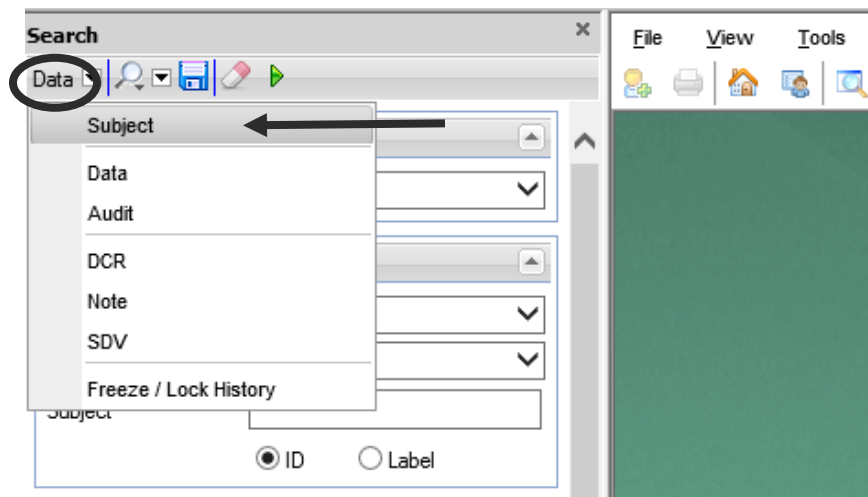 Search
File View Tools
Data
Subject
Data
Audit
DCR
Note
SDV
Freeze / Lock History
Subject
ID Label